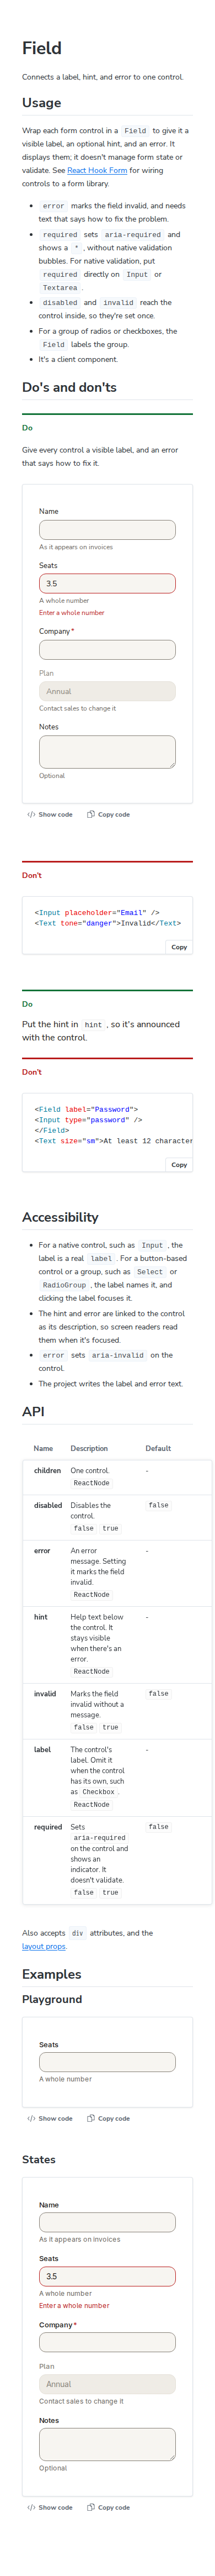 Field
Connects a label, hint, and error to one control.
Usage
Wrap each form control in a Field to give it a
visible label, an optional hint, and an error. It
displays them; it doesn't manage form state or
validate. See React Hook Form for wiring
controls to a form library.
error marks the field invalid, and needs
text that says how to fix the problem.
required sets aria-required and
shows a * , without native validation
bubbles. For native validation, put
required directly on Input or
Textarea .
disabled and invalid reach the
control inside, so they're set once.
For a group of radios or checkboxes, the
Field labels the group.
It's a client component.
Do's and don'ts
Do
Give every control a visible label, and an error
that says how to fix it.
Name
As it appears on invoices
Seats
3.5
A whole number
Enter a whole number
Company*
Plan
Annual
Contact sales to change it
Notes
Optional
Show code Copy code
Don't
<Input placeholder="Email" />
<Text tone="danger">Invalid</Text>
Copy
Do
Put the hint in hint , so it's announced
with the control.
Don't
<Field label="Password">
<Input type="password" />
</Field>
<Text size="sm">At least 12 character
Copy
Accessibility
For a native control, such as Input , the
label is a real label . For a button-based
control or a group, such as Select or
RadioGroup , the label names it, and
clicking the label focuses it.
The hint and error are linked to the control
as its description, so screen readers read
them when it's focused.
error sets aria-invalid on the
control.
The project writes the label and error text.
API
Name Description Default
children One control. -
ReactNode
disabled Disables the false
control.
false true
error An error -
message. Setting
it marks the field
invalid.
ReactNode
hint Help text below -
the control. It
stays visible
when there's an
error.
ReactNode
invalid Marks the field false
invalid without a
message.
false true
label The control's -
label. Omit it
when the control
has its own, such
as Checkbox .
ReactNode
required Sets false
aria-required
on the control and
shows an
indicator. It
doesn't validate.
false true
Also accepts div attributes, and the
layout props.
Examples
Playground
Seats
A whole number
Show code Copy code
States
Name
As it appears on invoices
Seats
3.5
A whole number
Enter a whole number
Company*
Plan
Annual
Contact sales to change it
Notes
Optional
Show code Copy code